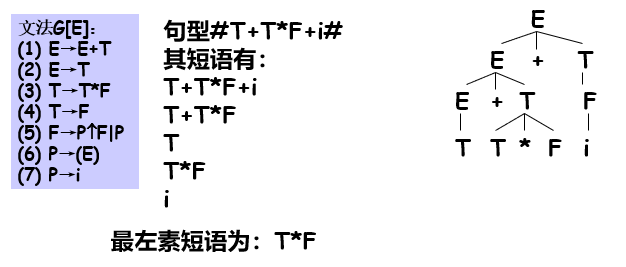 文法G[E]:
(1) E→E+T
(2) E→T
(3) T→T*F
(4) T→F
(5) F→P↑F|P
(6) P→(E)
(7) P→i
句型#T+T*F+i#
其短语有:
T+T*F+i
T+T*F
T
T*F
i
最左素短语为: T*F
E
E + T
E + T F
T T * F i